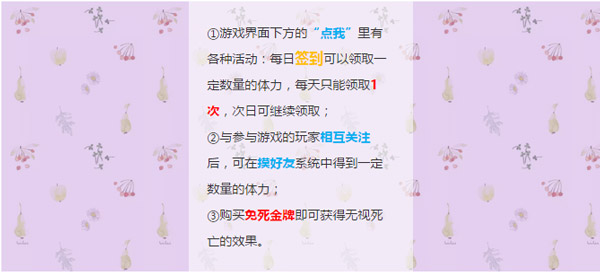 ①游戏界面下方的“点我”里有
各种活动：每日签到可以领取一
定数量的体力，每天只能领取1
次，次日可继续领取；
②与参与游戏的玩家相互关注
后，可在摸好友系统中得到一定
数量的体力；
③购买免死金牌即可获得无视死
亡的效果。